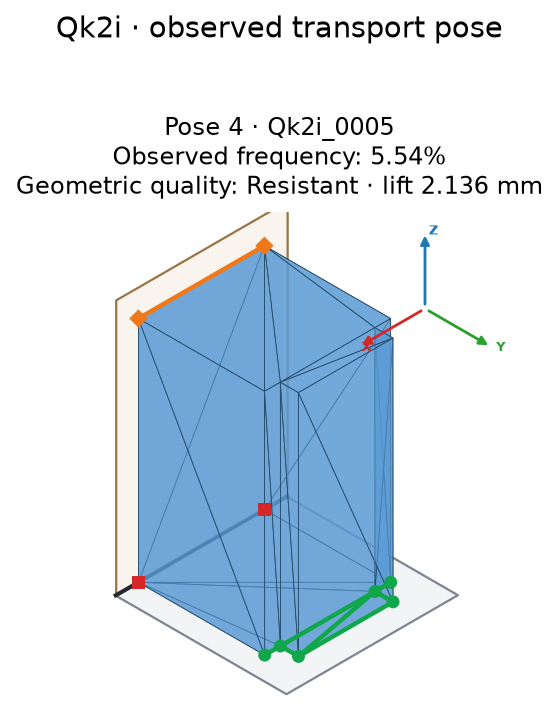 Qk2i · observed transport pose
Pose 4 · Qk2i_0005
Observed frequency: 5.54%
Geometric quality: Resistant · lift 2.136 mm
Z
X
Y